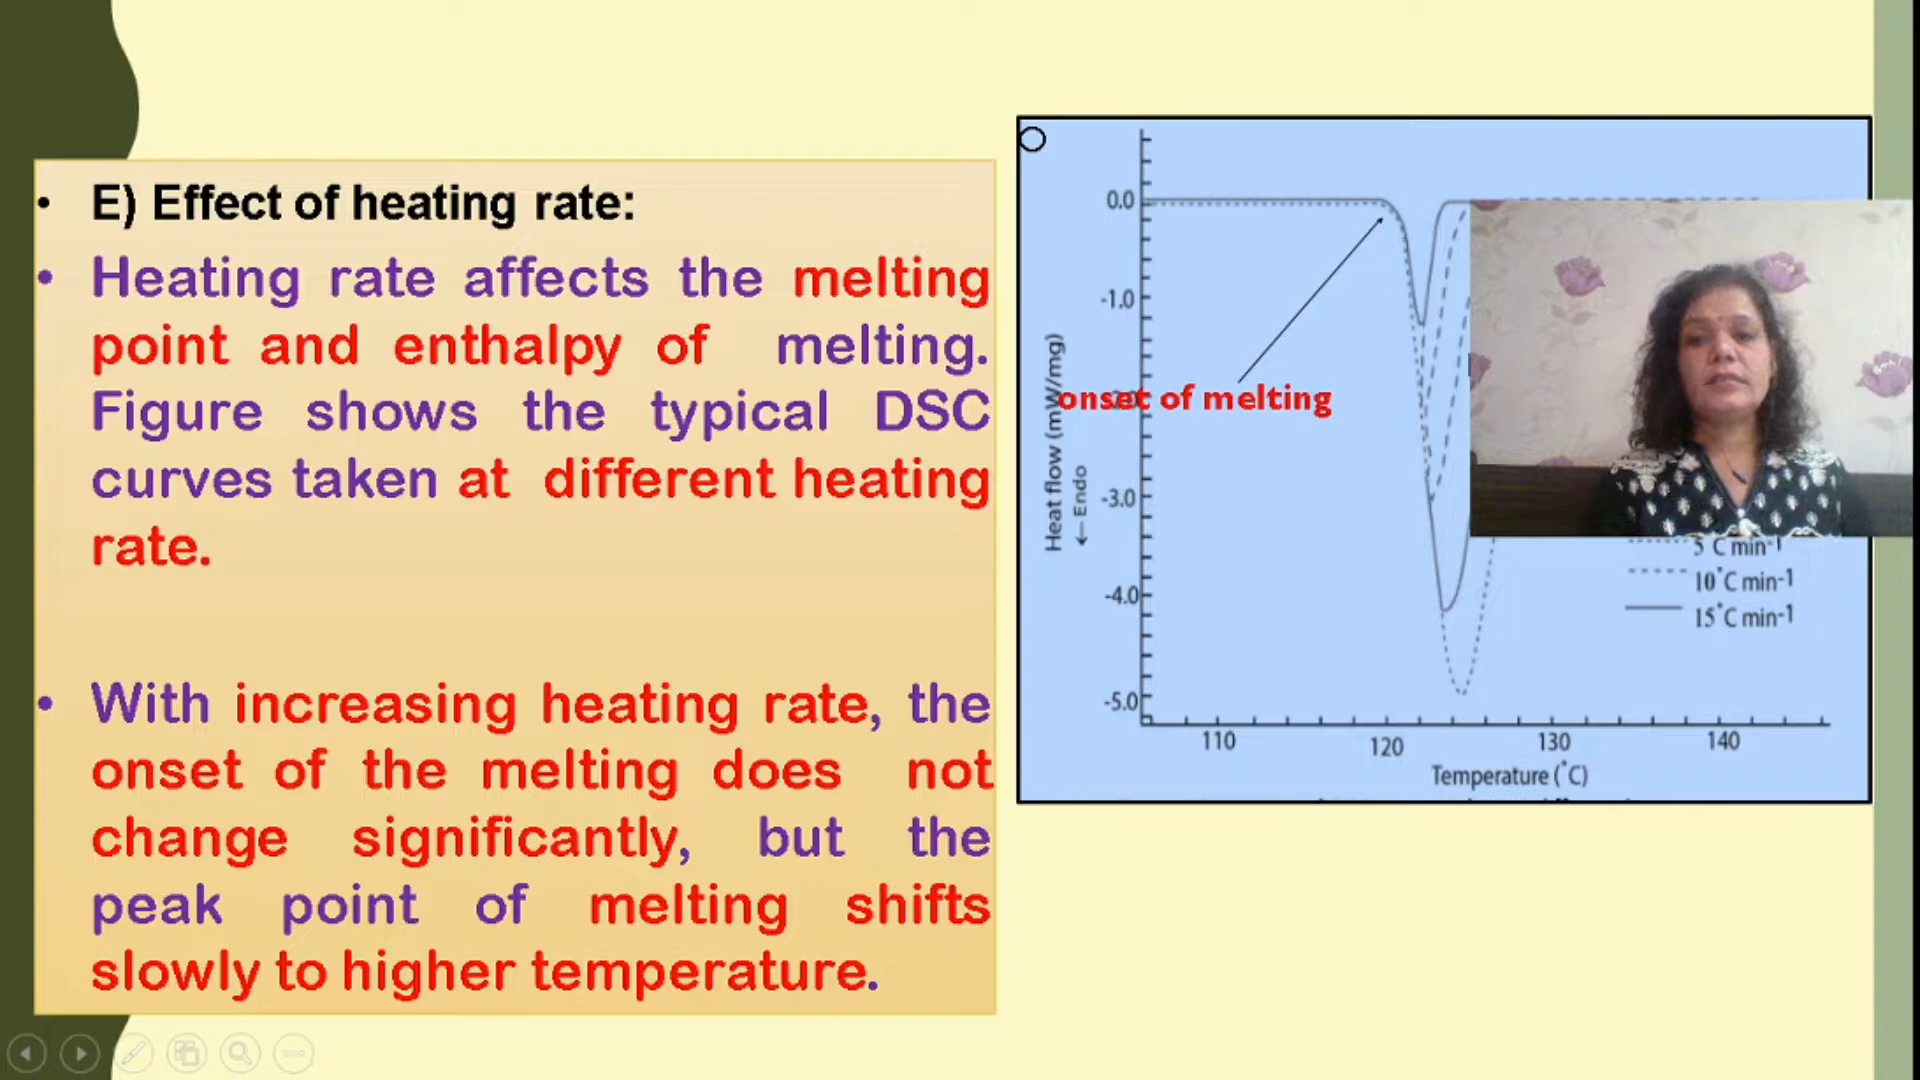 E) Effect of heating rate:
Heating rate affects the melting
point and enthalpy of melting.
Figure shows the typical DSC
curves taken at different heating
rate.
With increasing heating rate, the
onset of the melting does not
change significantly, but the
peak point of melting shifts
slowly to higher temperature.
0.0
-1.0
onset of melting
-3.0
-4.0
-5.0
Heat flow (mW/mg)
← Endo
5°C min-1
10°C min-1
15°C min-1
110 120 130 140
Temperature (°C)